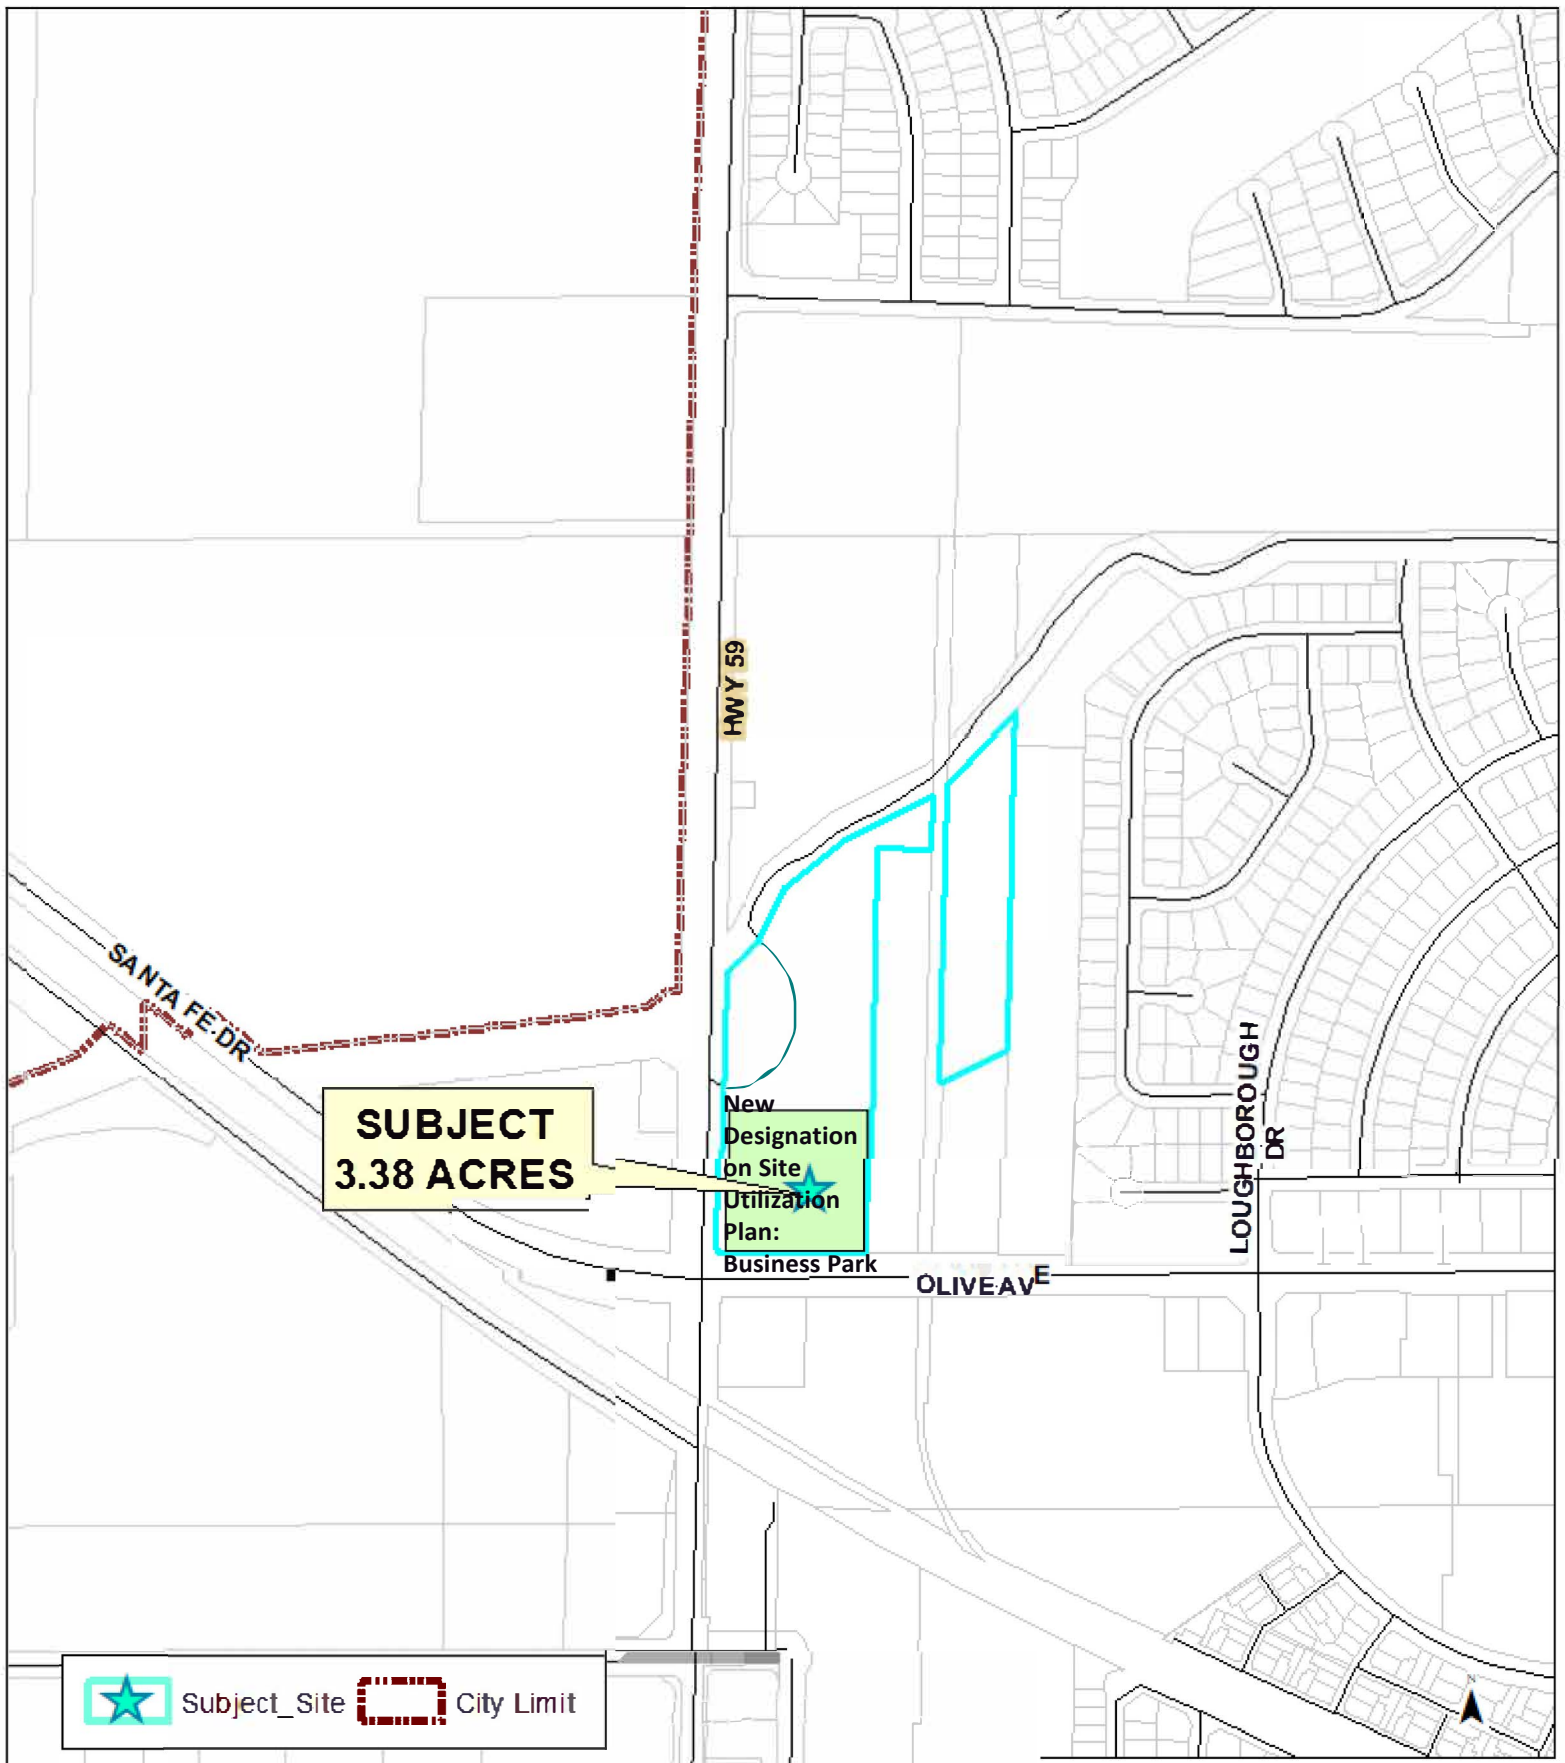 HWY 59
SANTA FE DR
SUBJECT
3.38 ACRES
New
Designation
on Site
Utilization
Plan:
Business Park
OLIVE AVE
LOUGHBOROUGH
DR
Subject_Site
City Limit
N